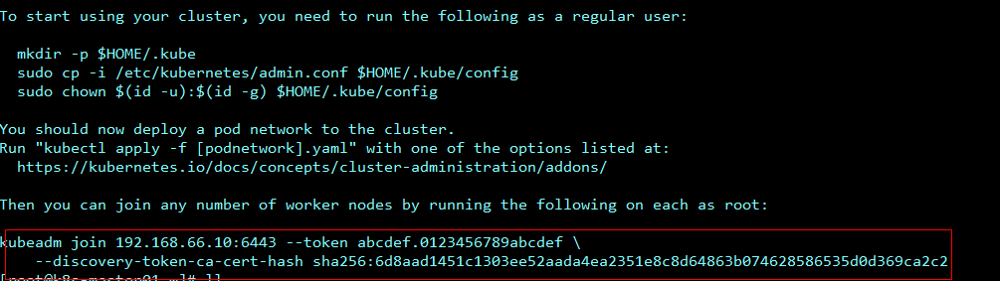 To start using your cluster, you need to run the following as a regular user:
mkdir -p $HOME/.kube
sudo cp -i /etc/kubernetes/admin.conf $HOME/.kube/config
sudo chown $(id -u):$(id -g) $HOME/.kube/config
You should now deploy a pod network to the cluster.
Run "kubectl apply -f [podnetwork].yaml" with one of the options listed at:
https://kubernetes.io/docs/concepts/cluster-administration/addons/
Then you can join any number of worker nodes by running the following on each as root:
kubeadm join 192.168.66.10:6443 --token abcdef.0123456789abcdef \
--discovery-token-ca-cert-hash sha256:6d8aad1451c1303ee52aada4ea2351e8c8d64863b074628586535d0d369ca2c2
[root@k8s-master01 ~]# ll